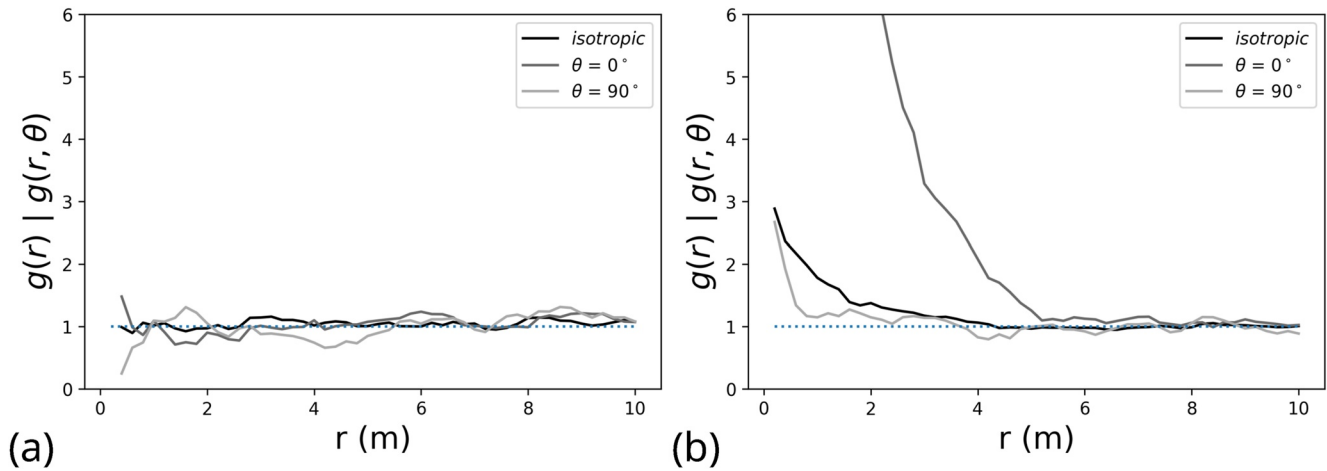 6
5
4
3
2
1
0
0 2 4 6 8 10
g(r) | g(r, θ)
r (m)
isotropic
θ = 0°
θ = 90°
(a)
6
5
4
3
2
1
0
0 2 4 6 8 10
g(r) | g(r, θ)
r (m)
isotropic
θ = 0°
θ = 90°
(b)